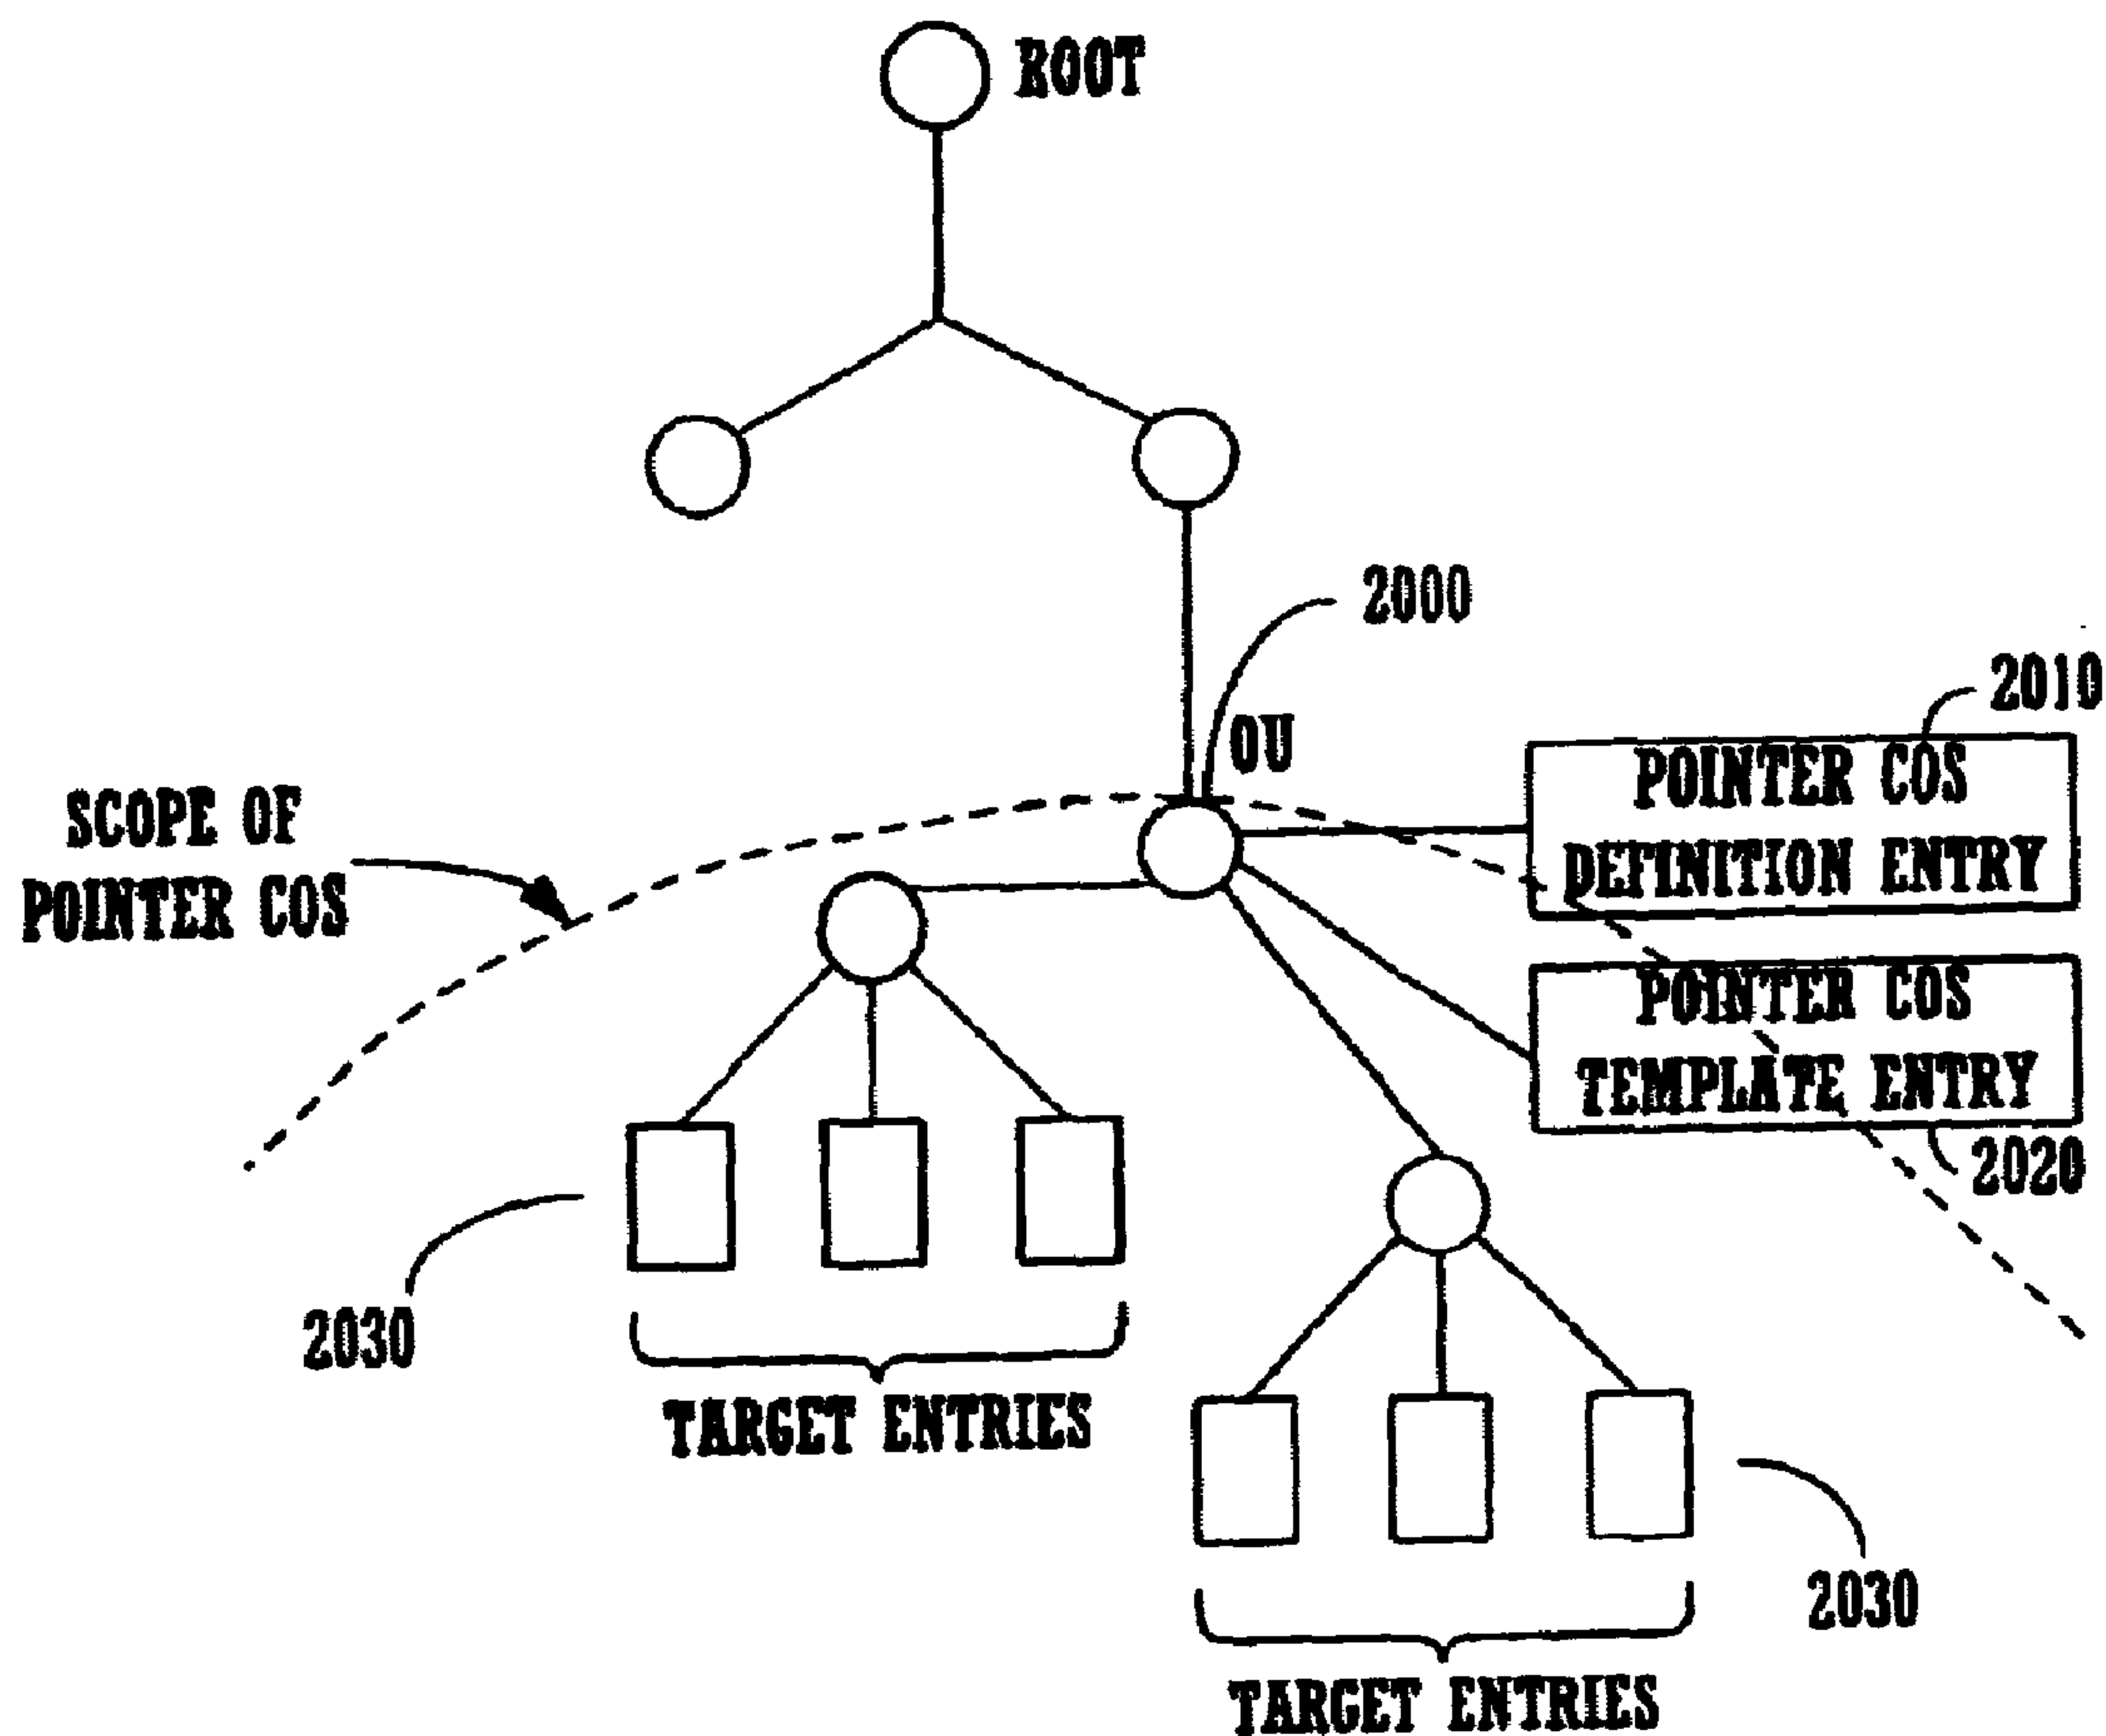 ROOT
2000
2010
OU
POINTER COS
DEFINITION ENTRY
SCOPE OF
POINTER COS
POINTER COS
TEMPLATE ENTRY
2020
2030
TARGET ENTRIES
2030
TARGET ENTRIES